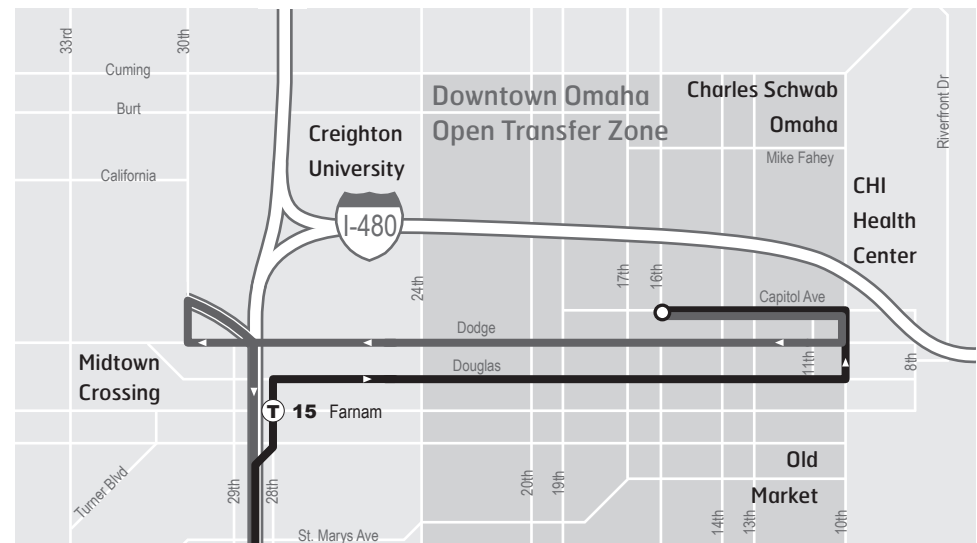 33rd
30th
Cuming
Burt
California
Creighton
University
Downtown Omaha
Open Transfer Zone
Charles Schwab
Omaha
Mike Fahey
Riverfront Dr
CHI
Health
Center
I-480
24th
17th
16th
Capitol Ave
Dodge
Douglas
11th
8th
Midtown
Crossing
T 15 Farnam
Turner Blvd
29th
28th
St. Marys Ave
20th
19th
Old
Market
14th
13th
10th